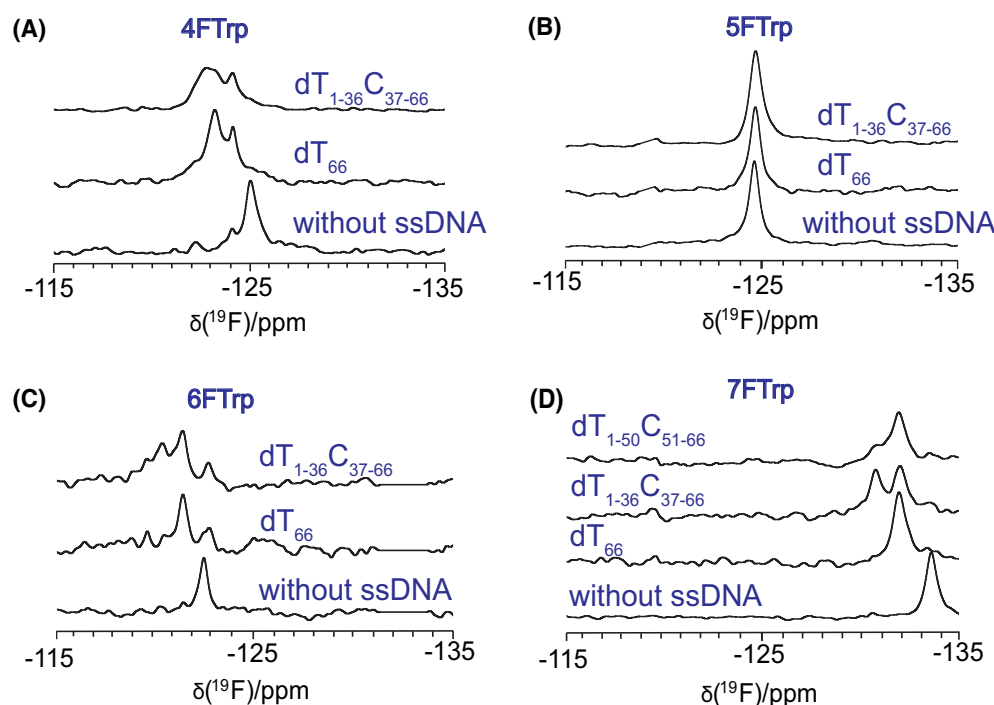 (A)
4FTrp
dT₁₋₃₆C₃₇₋₆₆
dT₆₆
without ssDNA
-115 -125 -135
δ(¹⁹F)/ppm
(B)
5FTrp
dT₁₋₃₆C₃₇₋₆₆
dT₆₆
without ssDNA
-115 -125 -135
δ(¹⁹F)/ppm
(C)
6FTrp
dT₁₋₃₆C₃₇₋₆₆
dT₆₆
without ssDNA
-115 -125 -135
δ(¹⁹F)/ppm
(D)
7FTrp
dT₁₋₅₀C₅₁₋₆₆
dT₁₋₃₆C₃₇₋₆₆
dT₆₆
without ssDNA
-115 -125 -135
δ(¹⁹F)/ppm